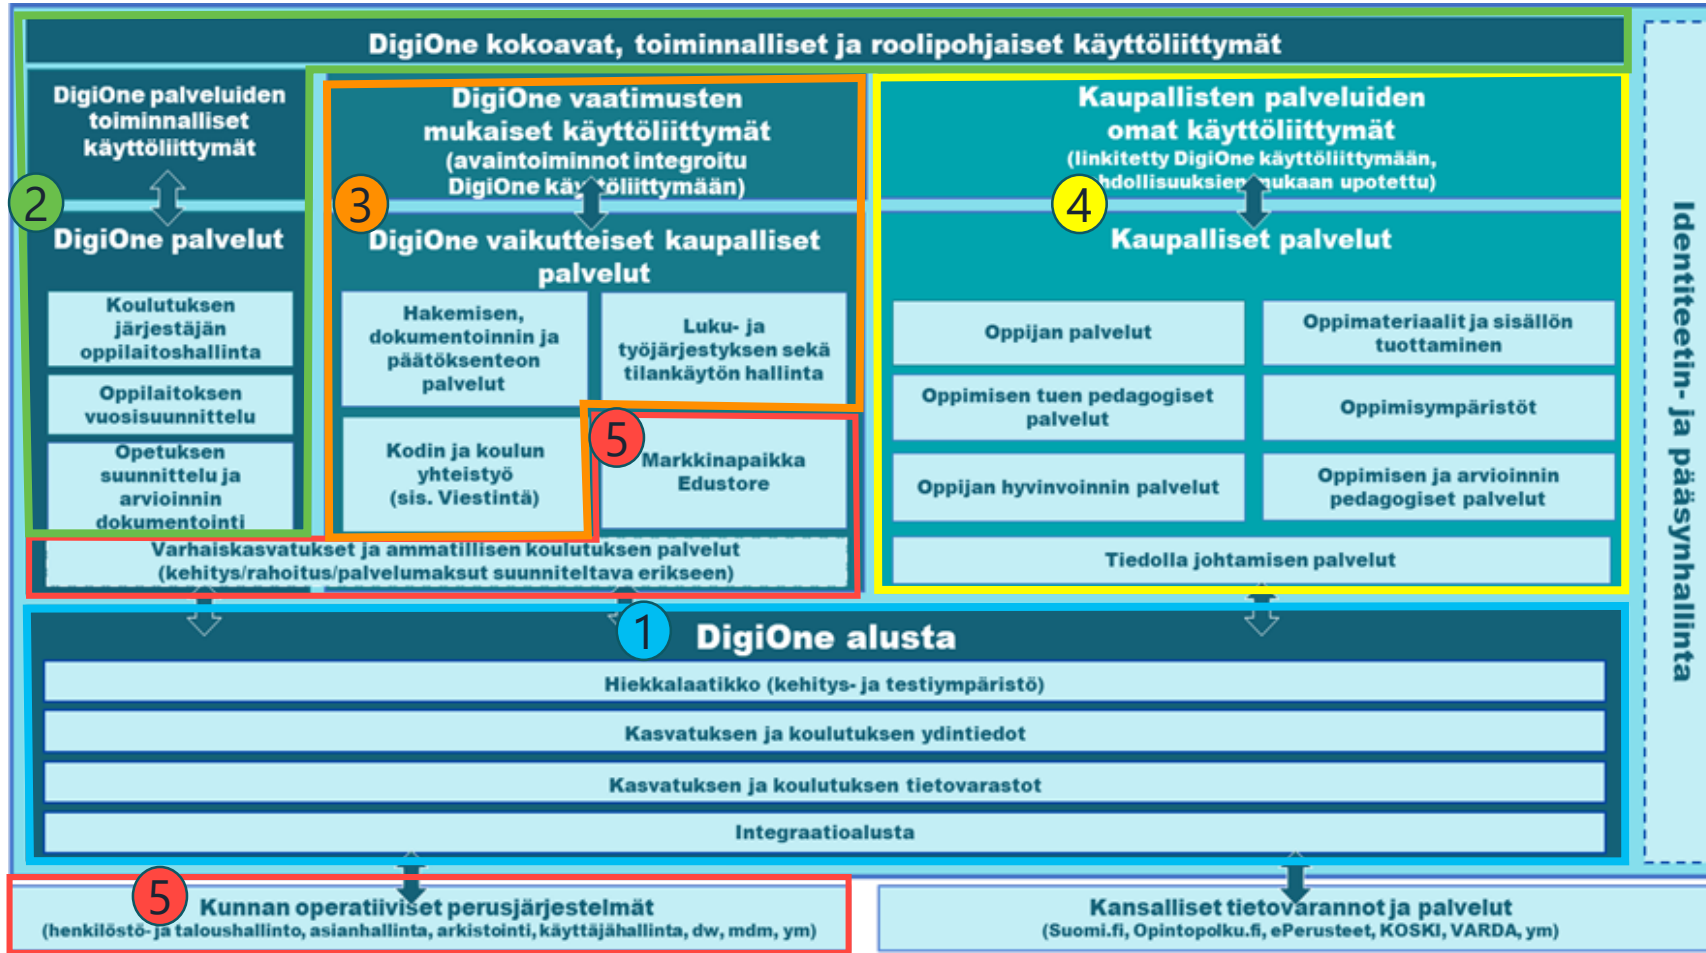 DigiOne kokoavat, toiminnalliset ja roolipohjaiset käyttöliittymät
DigiOne palveluiden
toiminnalliset
käyttöliittymät
2
DigiOne palvelut
Koulutuksen
järjestäjän
oppilaitoshallinta
Oppilaitoksen
vuosisuunnittelu
Opetuksen
suunnittelu ja
arvioinnin
dokumentointi
DigiOne vaatimusten
mukaiset käyttöliittymät
(avaintoiminnot integroitu
DigiOne käyttöliittymään)
3
DigiOne vaikutteiset kaupalliset
palvelut
Hakemisen,
dokumentoinnin ja
päätöksenteon
palvelut
Luku- ja
työjärjestyksen sekä
tilankäytön hallinta
Kodin ja koulun
yhteistyö
(sis. Viestintä)
5
Markkinapaikka
Edustore
Varhaiskasvatukset ja ammatillisen koulutuksen palvelut
(kehitys/rahoitus/palvelumaksut suunniteltava erikseen)
Kaupallisten palveluiden
omat käyttöliittymät
(linkitetty DigiOne käyttöliittymään,
mukaan upotettu)
4
Kaupalliset palvelut
Oppijan palvelut
Oppimateriaalit ja sisällön
tuottaminen
Oppimisen tuen pedagogiset
palvelut
Oppimisympäristöt
Oppijan hyvinvoinnin palvelut
Oppimisen ja arvioinnin
pedagogiset palvelut
Tiedolla johtamisen palvelut
1
DigiOne alusta
Hiekkalaatikko (kehitys- ja testiympäristö)
Kasvatuksen ja koulutuksen ydintiedot
Kasvatuksen ja koulutuksen tietovarastot
Integraatioalusta
Identiteetin- ja pääsynhallinta
5
Kunnan operatiiviset perusjärjestelmät
(henkilöstö- ja taloushallinto, asianhallinta, arkistointi, käyttäjähallinta, dw, mdm, ym)
Kansalliset tietovarannot ja palvelut
(Suomi.fi, Opintopolku.fi, ePerusteet, KOSKI, VARDA, ym)